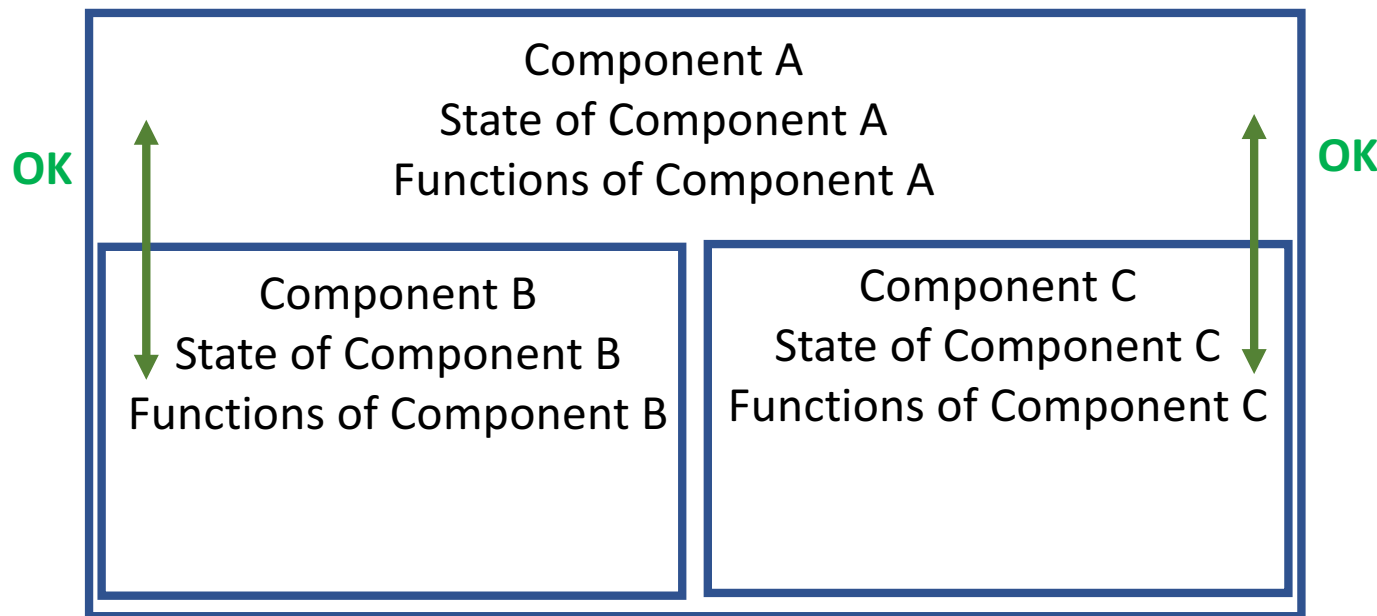 Component A
State of Component A
Functions of Component A
OK
OK
Component B
State of Component B
Functions of Component B
Component C
State of Component C
Functions of Component C